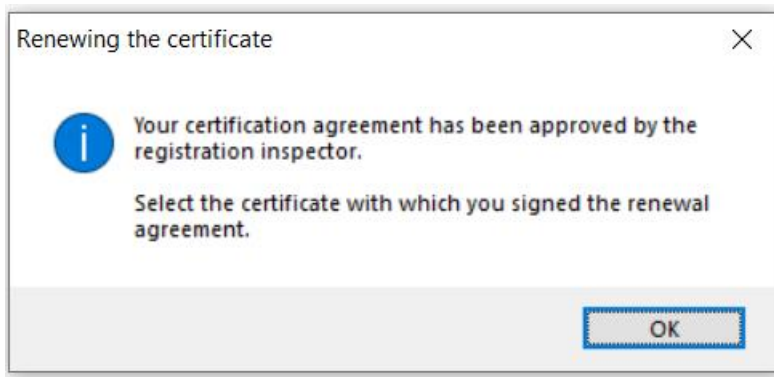 Renewing the certificate
Your certification agreement has been approved by the
registration inspector.
Select the certificate with which you signed the renewal
agreement.
OK